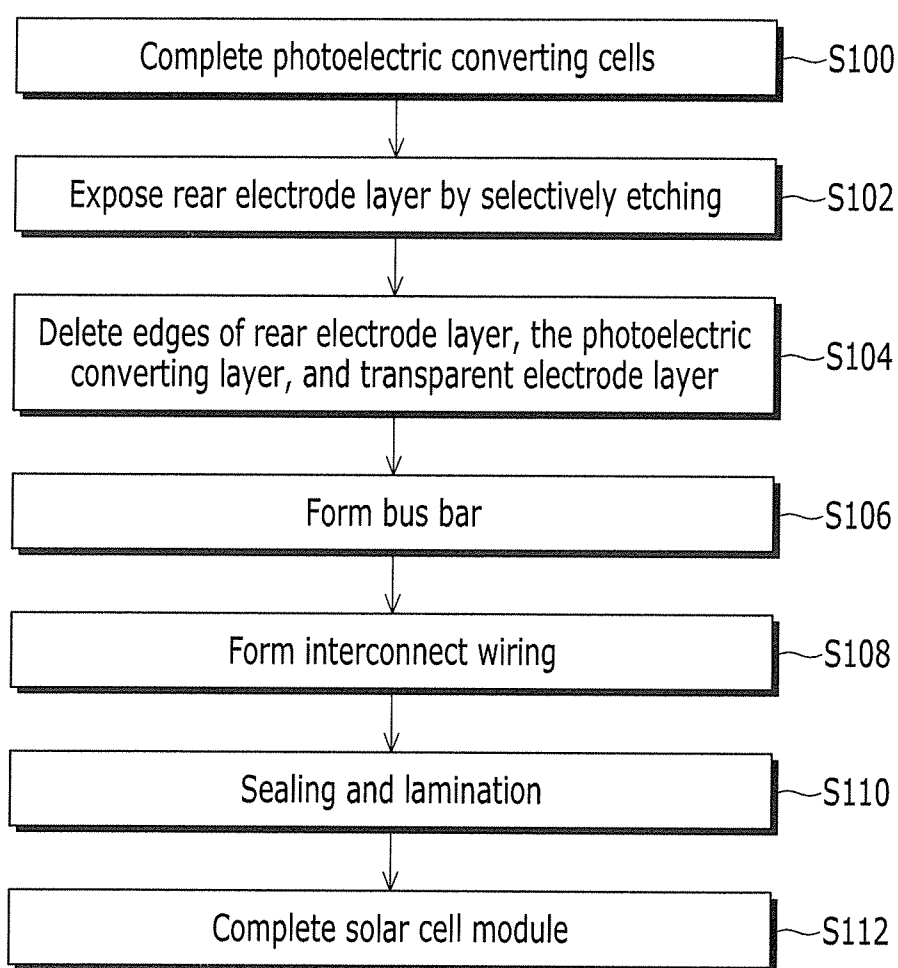 Complete photoelectric converting cells
S100
Expose rear electrode layer by selectively etching
S102
Delete edges of rear electrode layer, the photoelectric
converting layer, and transparent electrode layer
S104
Form bus bar
S106
Form interconnect wiring
S108
Sealing and lamination
S110
Complete solar cell module
S112